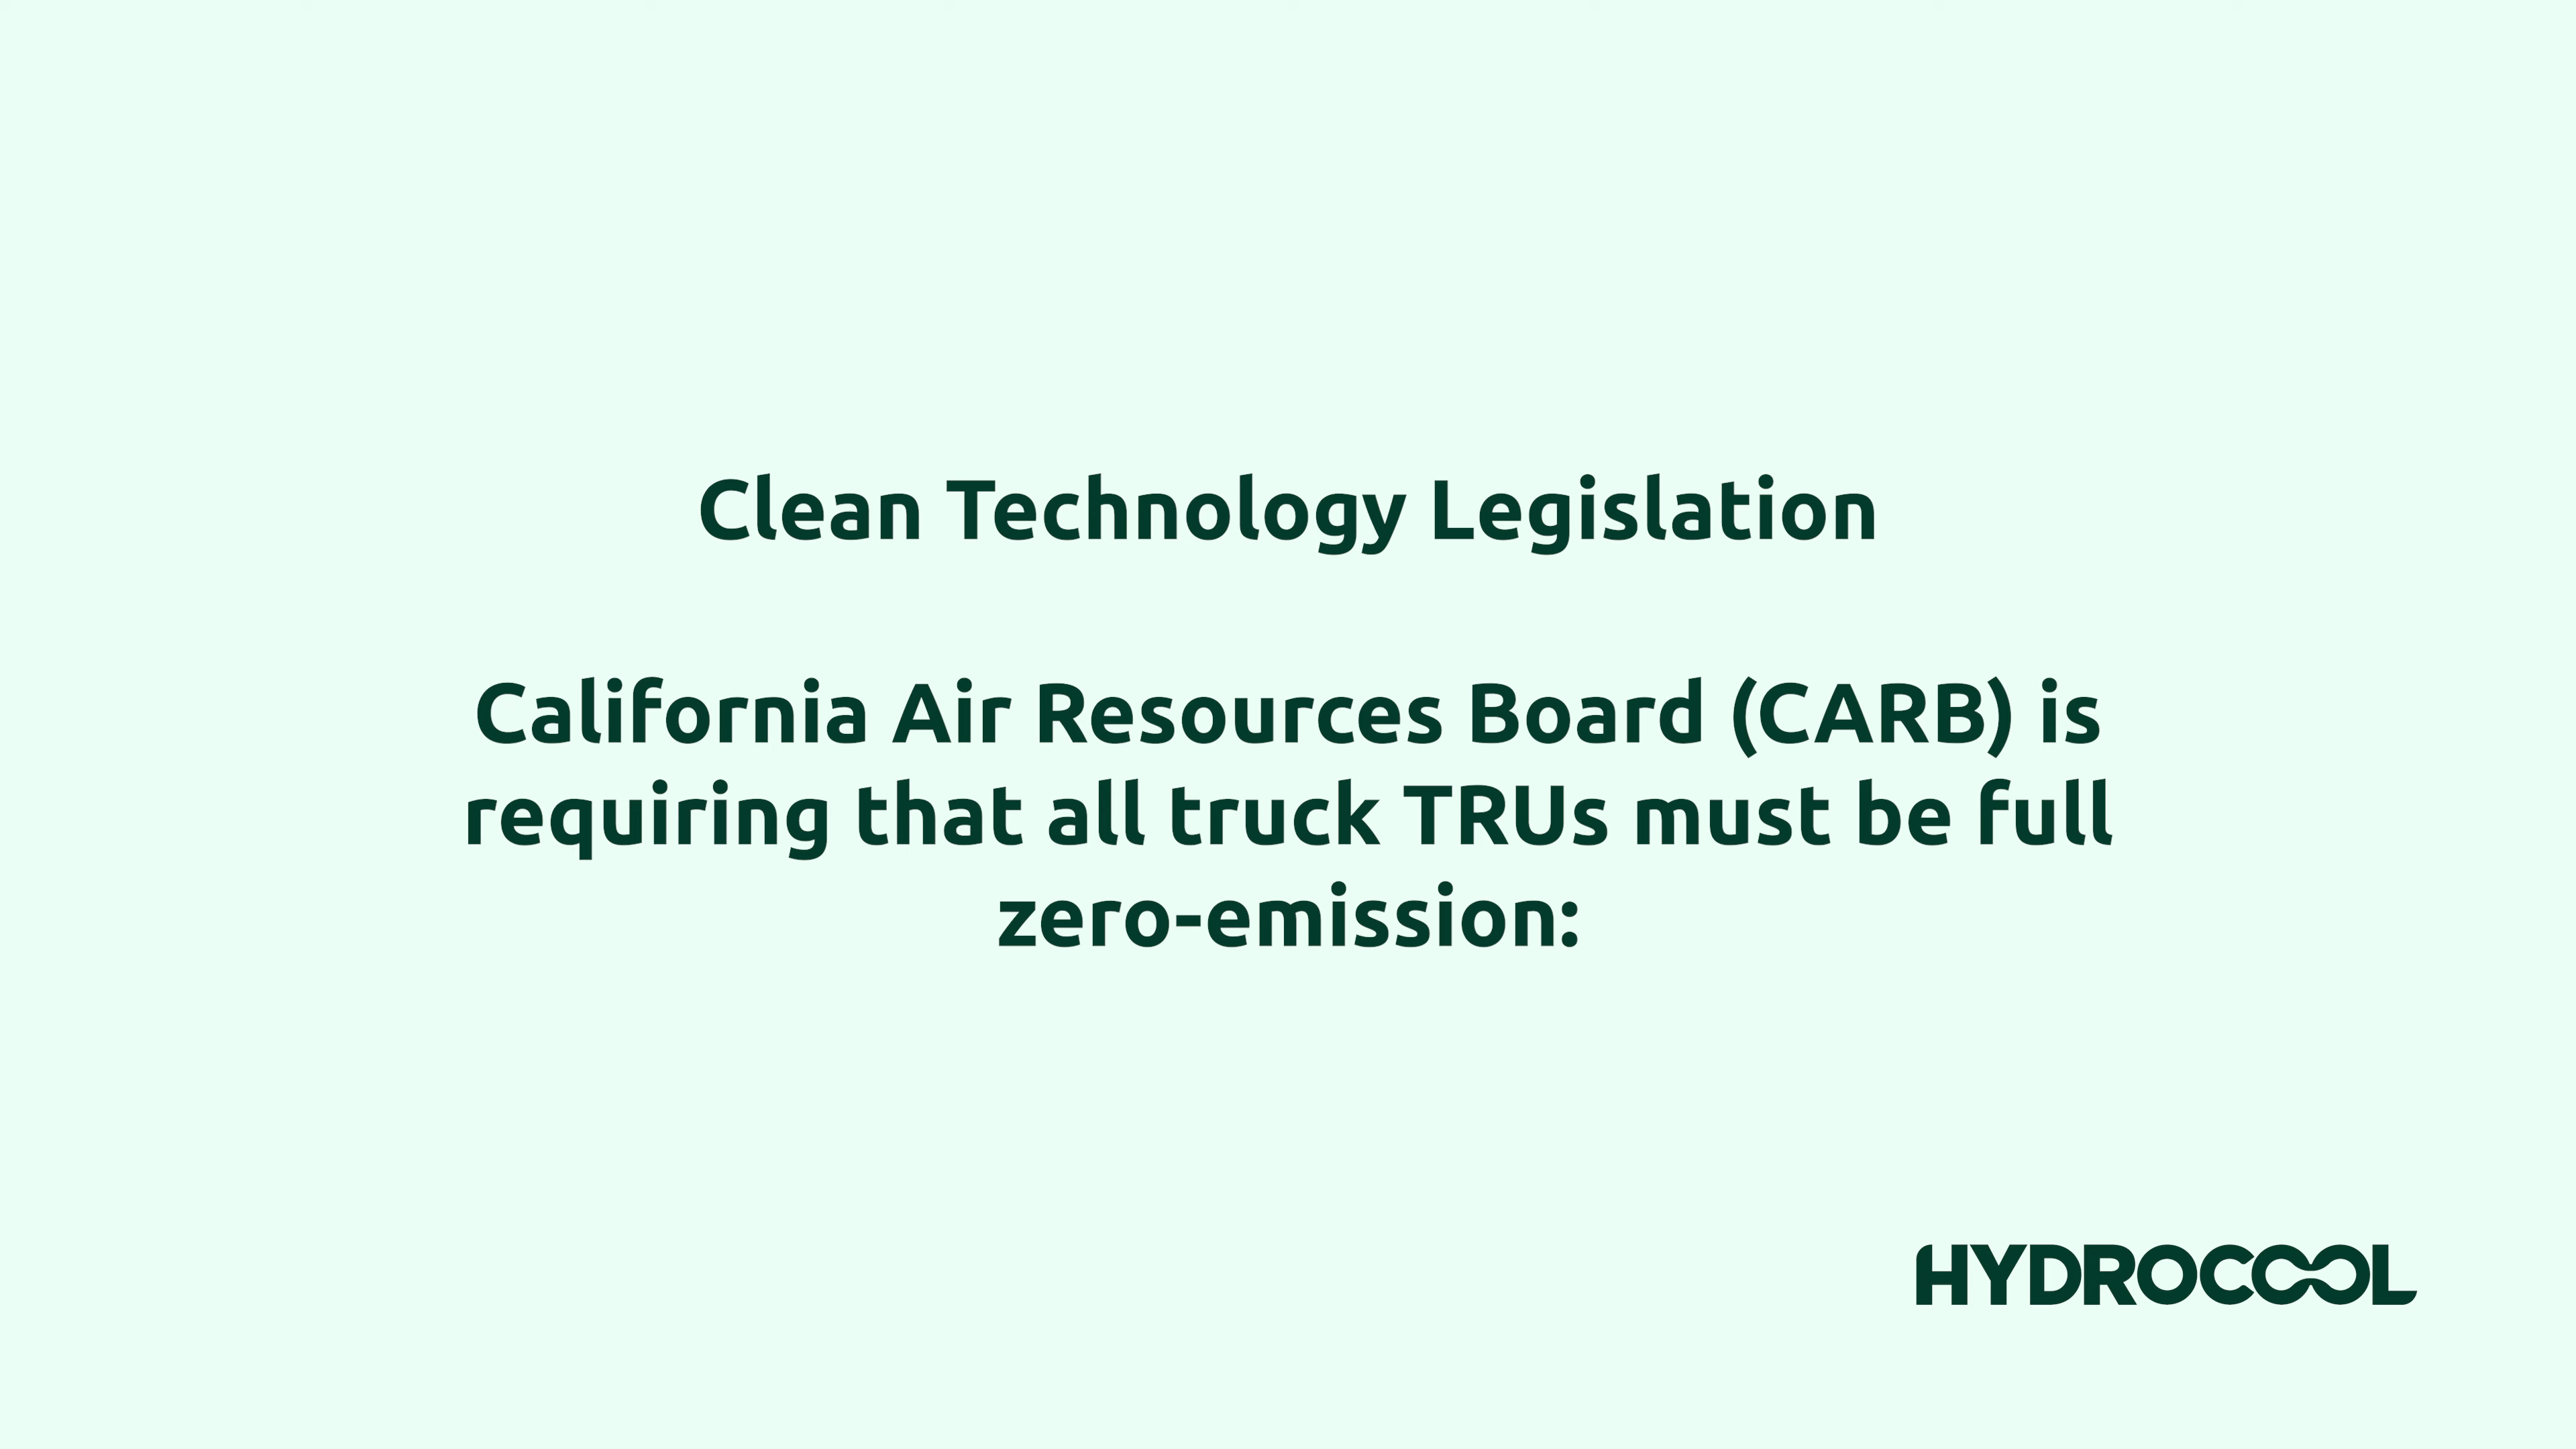 Clean Technology Legislation
California Air Resources Board (CARB) is
requiring that all truck TRUs must be full
zero-emission:
HYDROCOOL